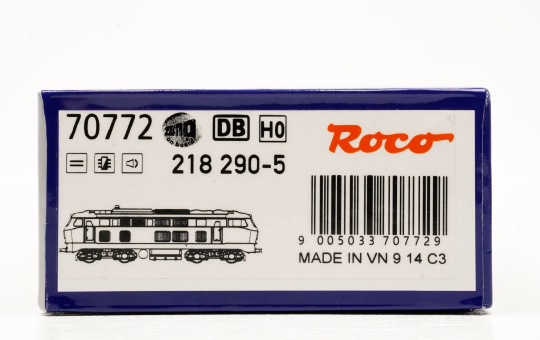 70772 DB H0 Roco
218 290-5
9 005033 707729
MADE IN VN 9 14 C3